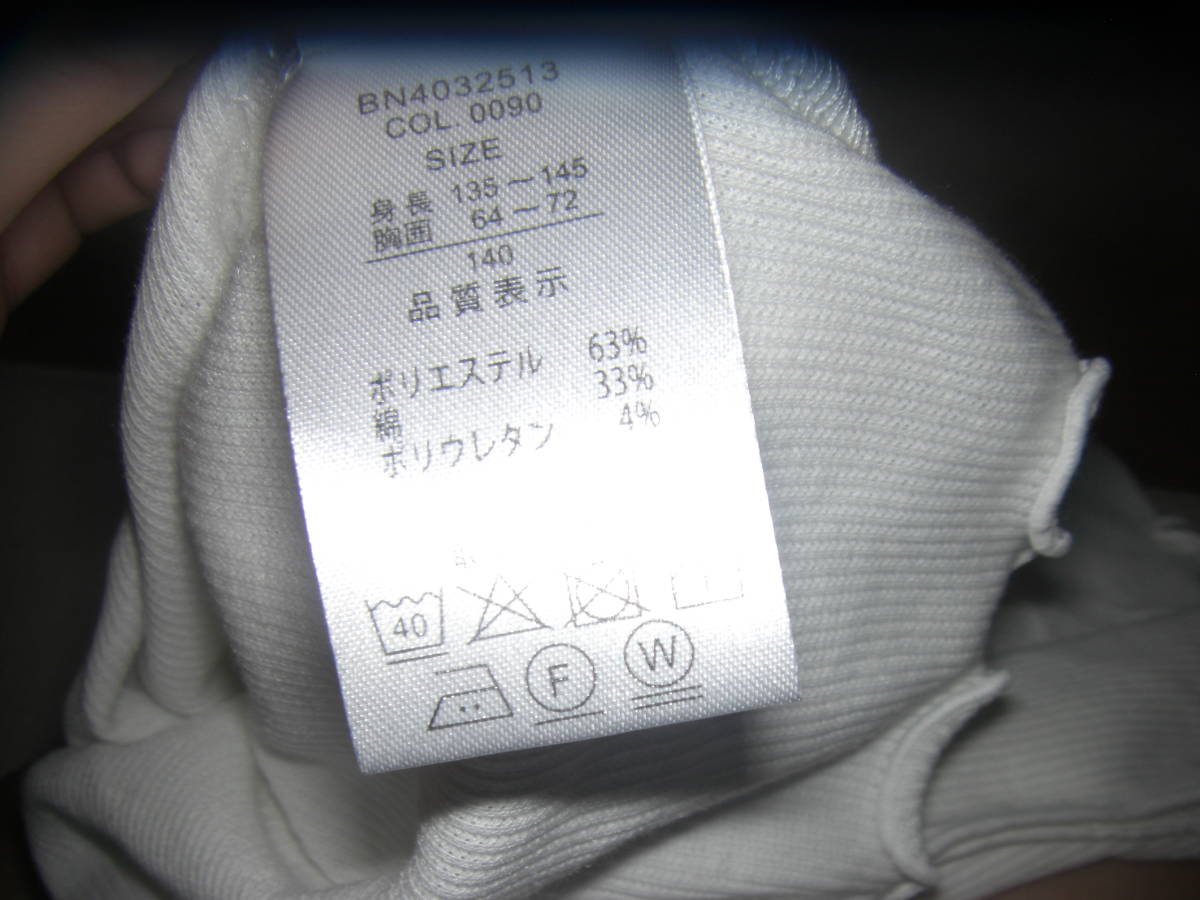 BN4032513
COL. 0090
SIZE
身長 135～145
胸囲 64～72
140
品質表示
ポリエステル 63%
綿 33%
ポリウレタン 4%
40
F
W